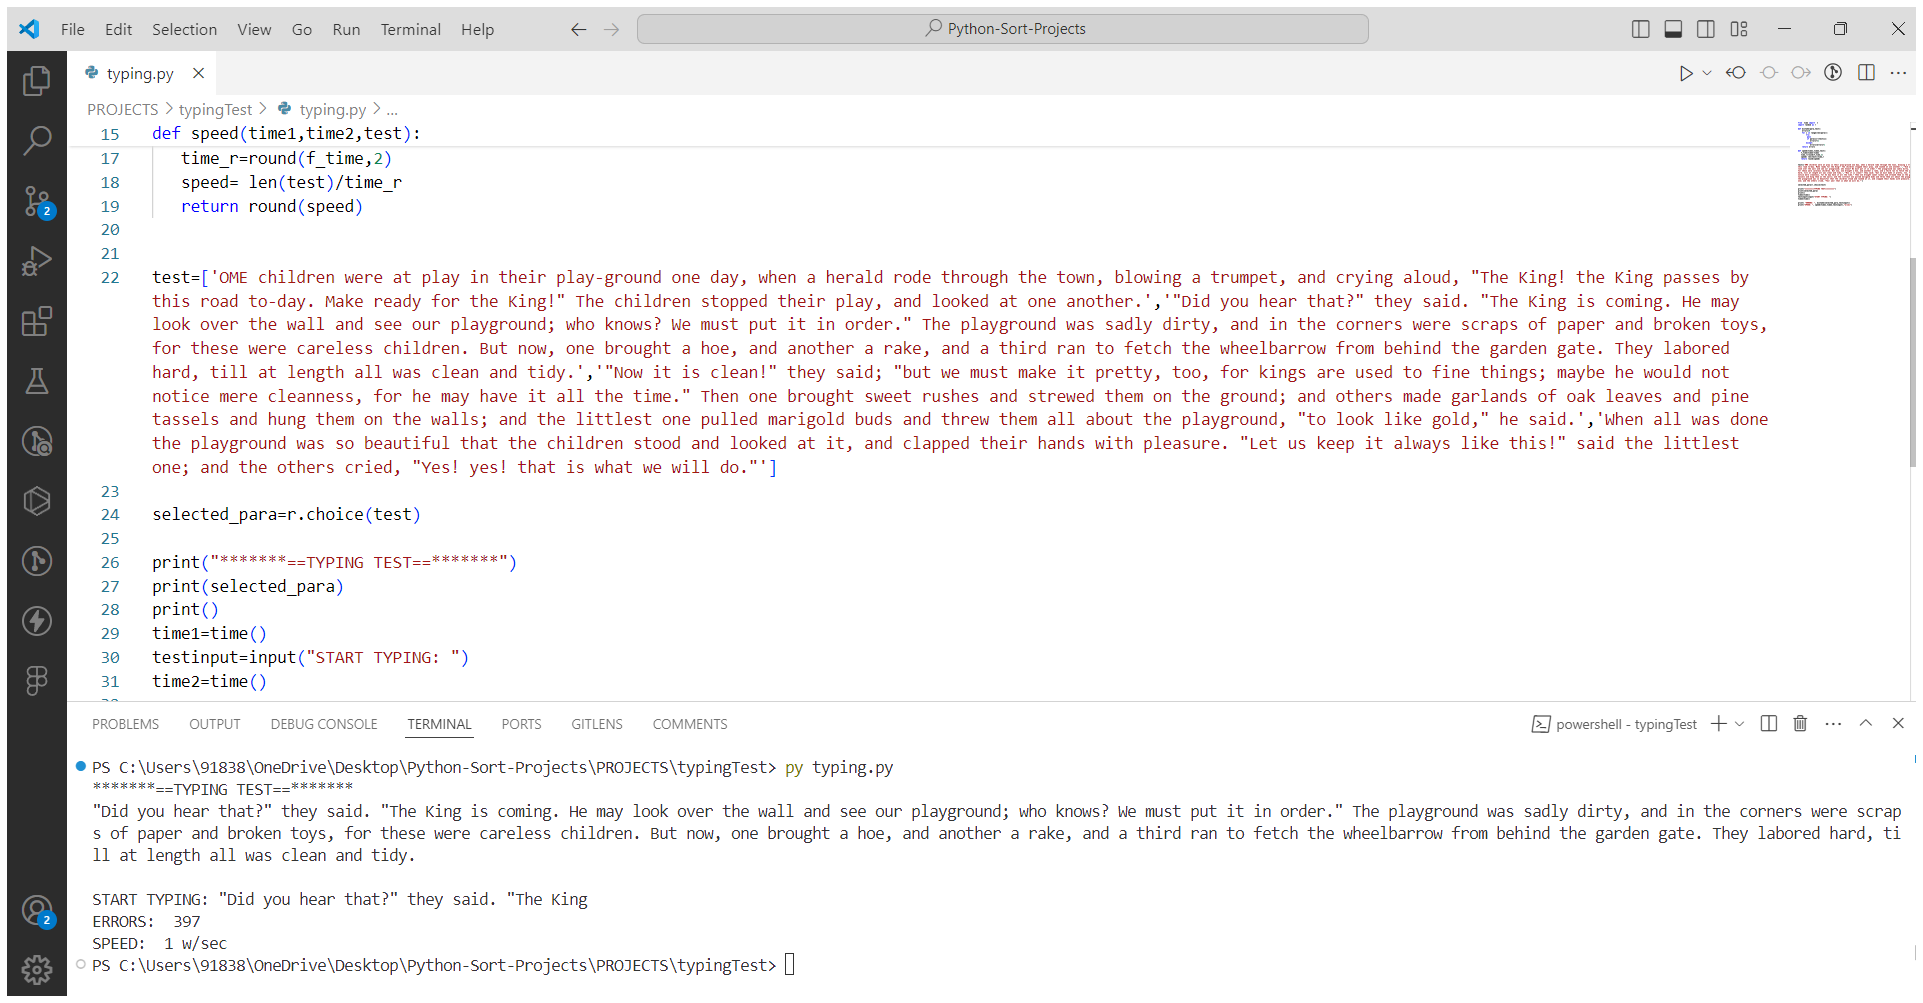 File Edit Selection View Go Run Terminal Help
Python-Sort-Projects
typing.py
PROJECTS > typingTest > typing.py > ...
15 def speed(time1,time2,test):
17 time_r=round(f_time,2)
18 speed= len(test)/time_r
19 return round(speed)
20
21
22 test=['OME children were at play in their play-ground one day, when a herald rode through the town, blowing a trumpet, and crying aloud, "The King! the King passes by
this road to-day. Make ready for the King!" The children stopped their play, and looked at one another.','"Did you hear that?" they said. "The King is coming. He may
look over the wall and see our playground; who knows? We must put it in order." The playground was sadly dirty, and in the corners were scraps of paper and broken toys,
for these were careless children. But now, one brought a hoe, and another a rake, and a third ran to fetch the wheelbarrow from behind the garden gate. They labored
hard, till at length all was clean and tidy.','"Now it is clean!" they said; "but we must make it pretty, too, for kings are used to fine things; maybe he would not
notice mere cleanness, for he may have it all the time." Then one brought sweet rushes and strewed them on the ground; and others made garlands of oak leaves and pine
tassels and hung them on the walls; and the littlest one pulled marigold buds and threw them all about the playground, "to look like gold," he said.','When all was done
the playground was so beautiful that the children stood and looked at it, and clapped their hands with pleasure. "Let us keep it always like this!" said the littlest
one; and the others cried, "Yes! yes! that is what we will do."']
23
24 selected_para=r.choice(test)
25
26 print("*******==TYPING TEST==*******")
27 print(selected_para)
28 print()
29 time1=time()
30 testinput=input("START TYPING: ")
31 time2=time()
2
2
PROBLEMS OUTPUT DEBUG CONSOLE TERMINAL PORTS GITLENS COMMENTS
powershell - typingTest
PS C:\Users\91838\OneDrive\Desktop\Python-Sort-Projects\PROJECTS\typingTest> py typing.py
*******==TYPING TEST==*******
"Did you hear that?" they said. "The King is coming. He may look over the wall and see our playground; who knows? We must put it in order." The playground was sadly dirty, and in the corners were scrap
s of paper and broken toys, for these were careless children. But now, one brought a hoe, and another a rake, and a third ran to fetch the wheelbarrow from behind the garden gate. They labored hard, ti
ll at length all was clean and tidy.
START TYPING: "Did you hear that?" they said. "The King
ERRORS: 397
SPEED: 1 w/sec
PS C:\Users\91838\OneDrive\Desktop\Python-Sort-Projects\PROJECTS\typingTest>